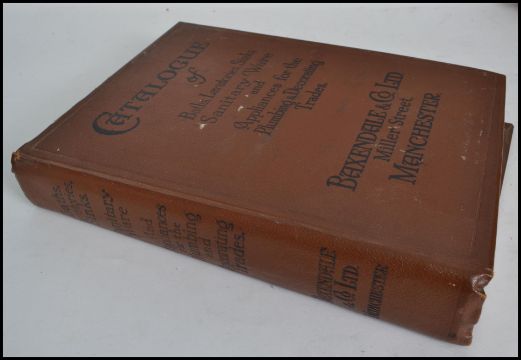 CATALOGUE
of
Baths, Lavatories, Sinks
Sanitary Ware
and
Appliances for the
Plumbing & Decorating
Trades.
BAXENDALE & Co. LTD
Miller Street
MANCHESTER
Sinks
Sanitary
Ware
and
Appliances
for the
Plumbing
and
Decorating
Trades.
BAXENDALE
& Co. LTD.
MANCHESTER